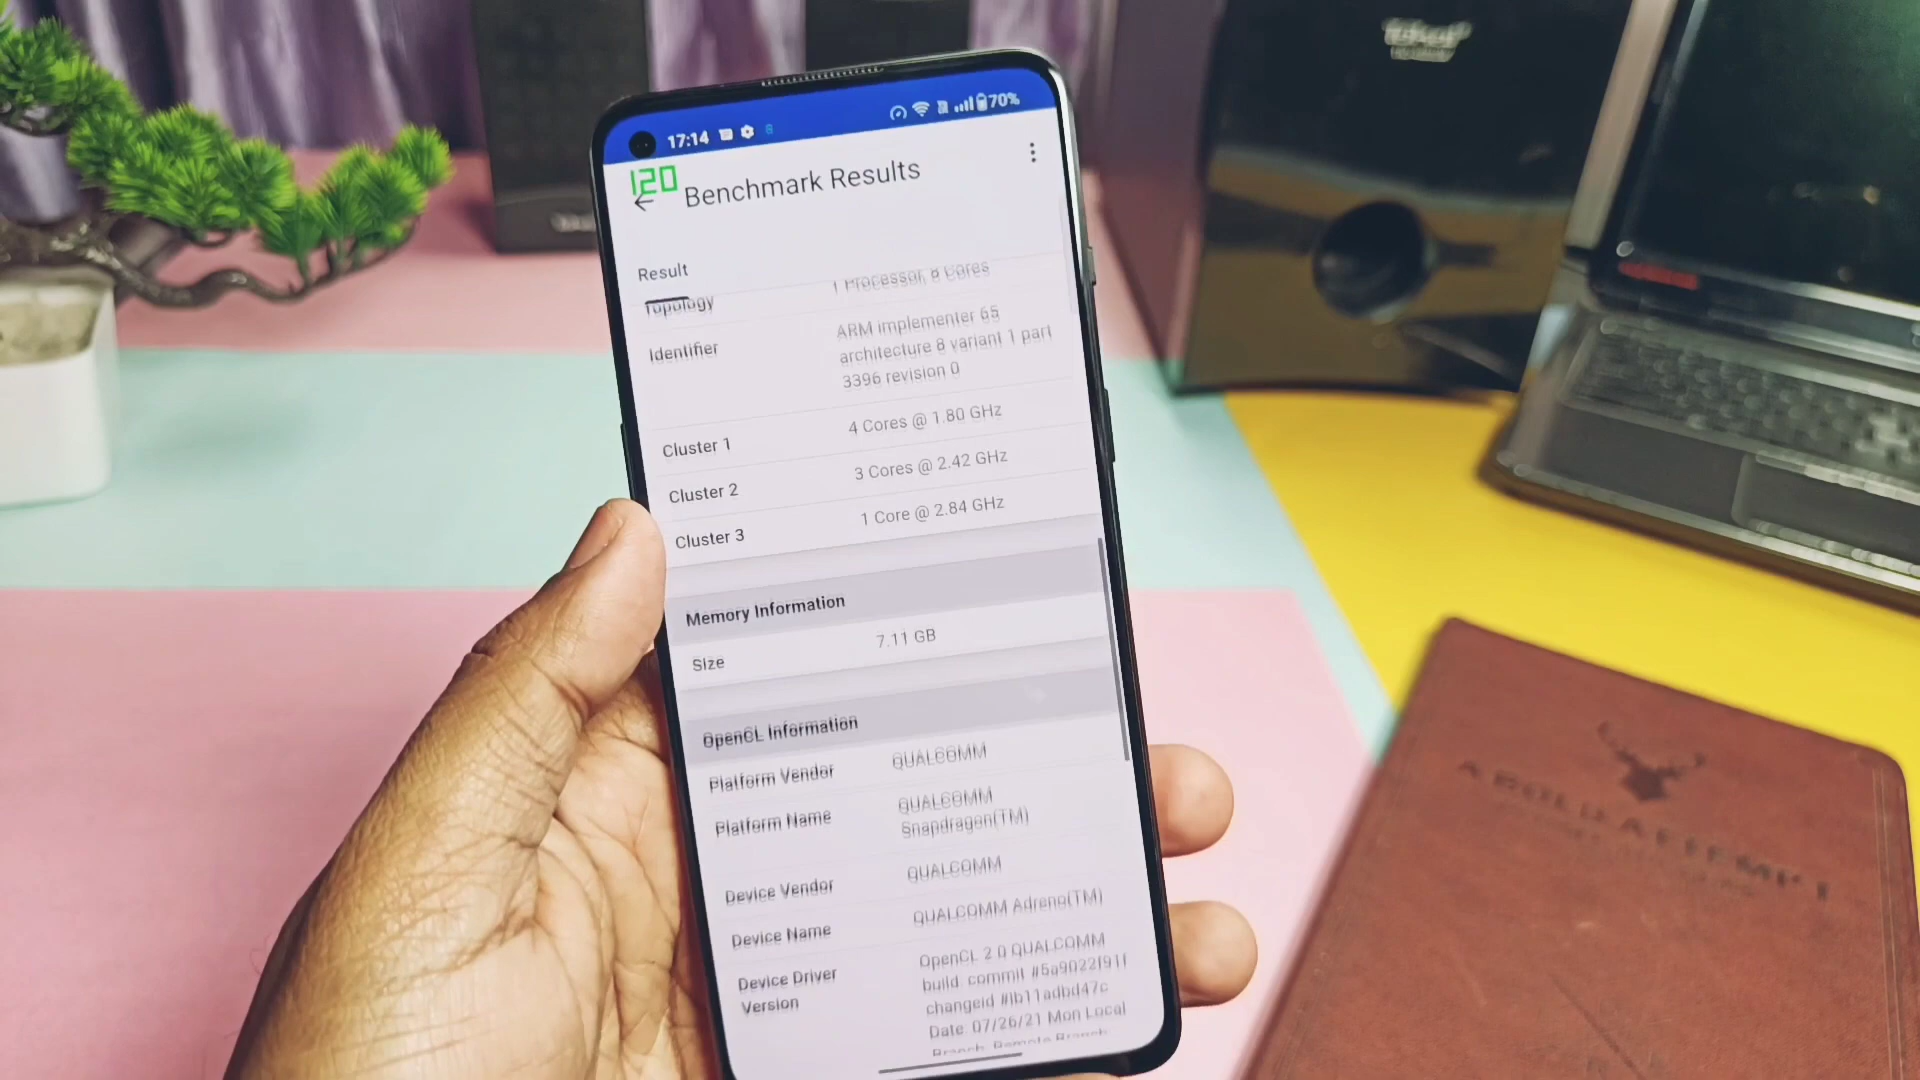 17:14
70%
120
Benchmark Results
Result
Topology 1 Processor, 8 Cores
Identifier ARM implementer 65
architecture 8 variant 1 part
3396 revision 0
Cluster 1 4 Cores @ 1.80 GHz
Cluster 2 3 Cores @ 2.42 GHz
Cluster 3 1 Core @ 2.84 GHz
Memory Information
Size 7.11 GB
OpenCL Information
Platform Vendor QUALCOMM
Platform Name QUALCOMM
Snapdragon(TM)
Device Vendor QUALCOMM
Device Name QUALCOMM Adreno(TM)
Device Driver
Version
OpenCL 2.0 QUALCOMM
build: commit #5a9022f91f
changeid #Ib11adbd47c
Date: 07/26/21 Mon Local
Branch: Remote Branch:
A BOLD ATTEMPT